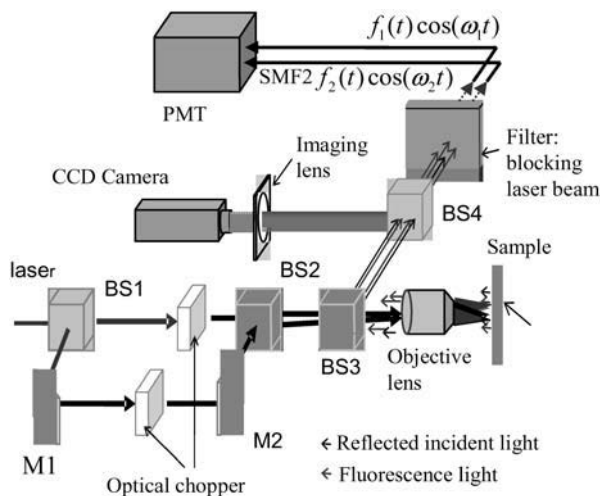 f₁(t) cos(ω₁t)
SMF2 f₂(t) cos(ω₂t)
PMT
Imaging
lens
Filter:
blocking
laser beam
CCD Camera
BS4
Sample
laser
BS1
BS2
BS3
Objective
lens
M2
M1
Optical chopper
Reflected incident light
Fluorescence light